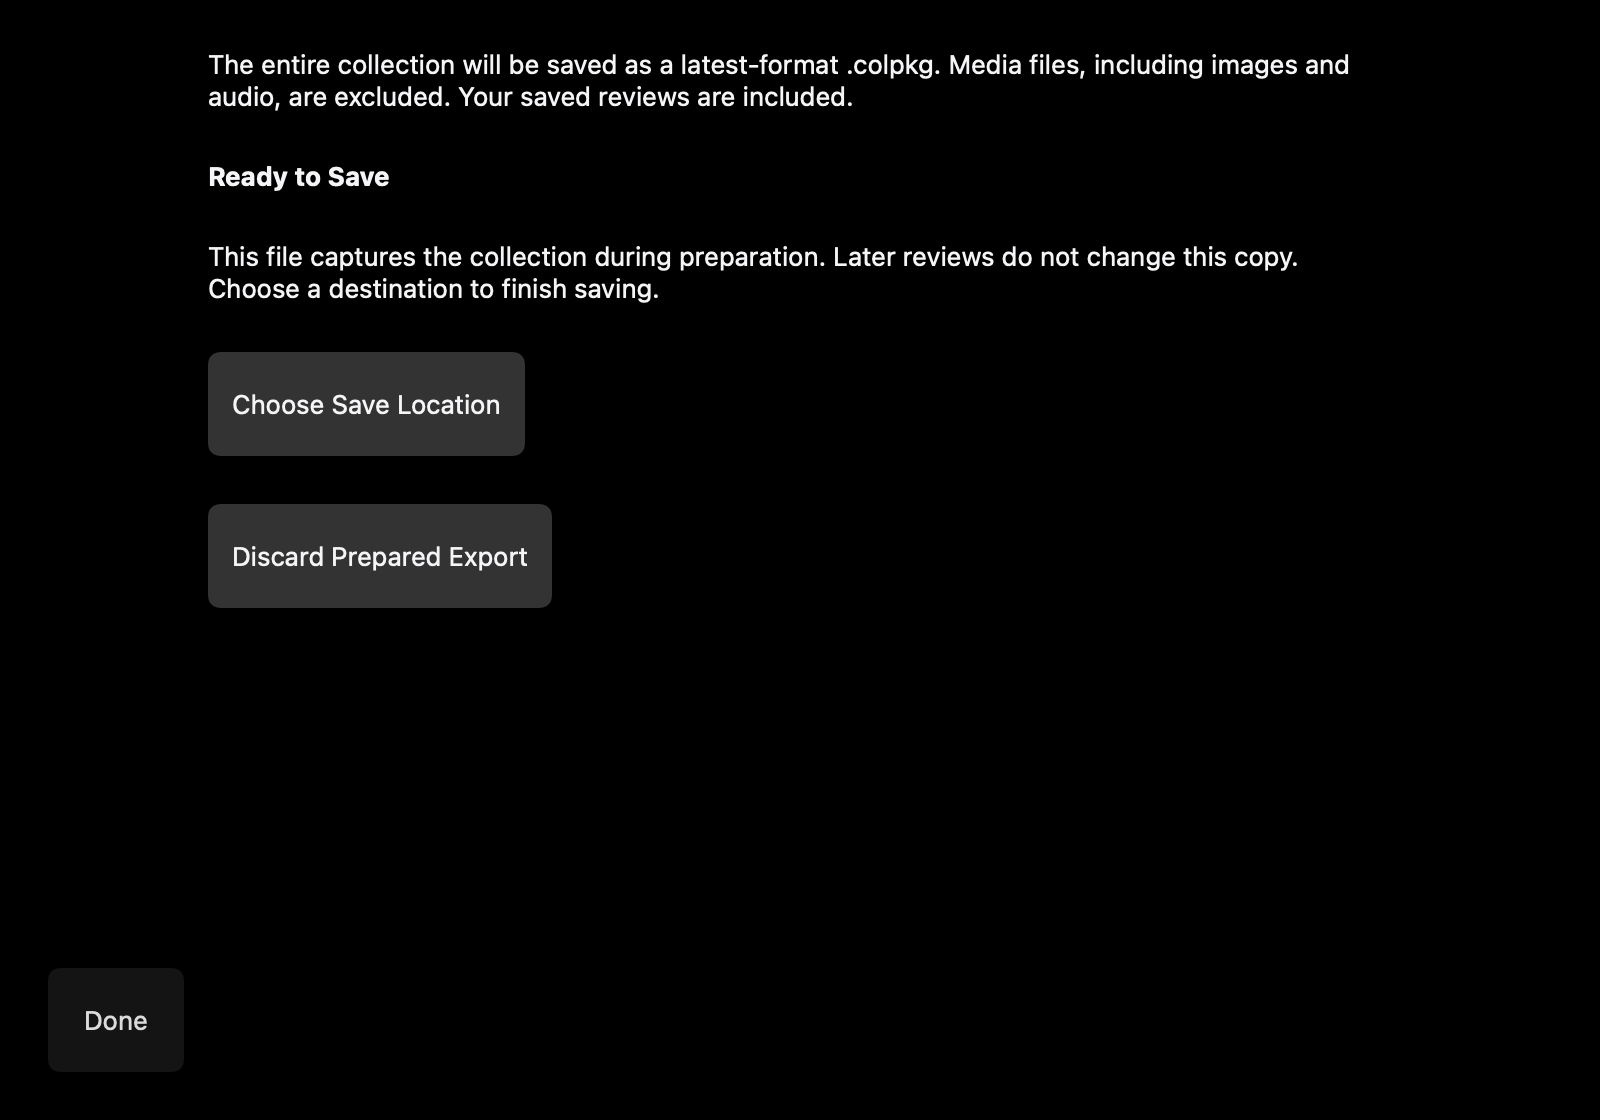 The entire collection will be saved as a latest-format .colpkg. Media files, including images and
audio, are excluded. Your saved reviews are included.
Ready to Save
This file captures the collection during preparation. Later reviews do not change this copy.
Choose a destination to finish saving.
Choose Save Location
Discard Prepared Export
Done